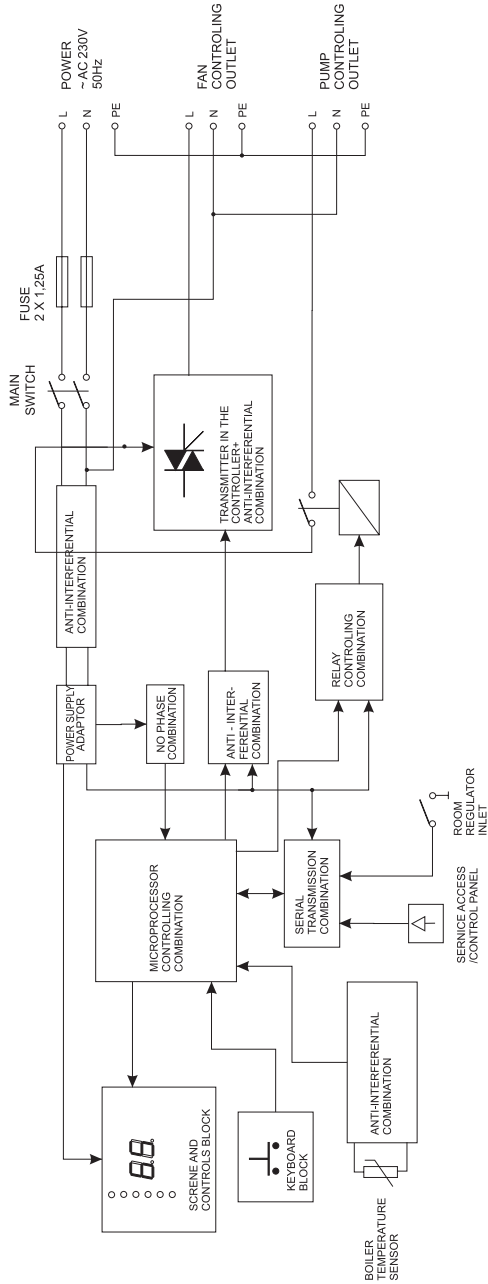 POWER
~ AC 230V
50Hz
L
N
PE
FAN
CONTROLING
OUTLET
L
N
PE
PUMP
CONTROLING
OUTLET
L
N
PE
FUSE
2 X 1,25A
MAIN
SWITCH
ANTI-INTERFERENTIAL
COMBINATION
TRANSMITTER IN THE
CONTROLLER+
ANTI-INTERFERENTIAL
COMBINATION
POWER SUPPLY
ADAPTOR
NO PHASE
COMBINATION
ANTI - INTER-
FERENTIAL
COMBINATION
RELAY
CONTROLING
COMBINATION
MICROPROCESSOR
CONTROLLING
COMBINATION
SERIAL
TRANSMISSION
COMBINATION
ROOM
REGULATOR
INLET
SERNICE ACCESS
/CONTROL PANEL
88
SCRENE AND
CONTROLS BLOCK
KEYBOARD
BLOCK
ANTI-INTERFERENTIAL
COMBINATION
BOILER
TEMPERATURE
SENSOR